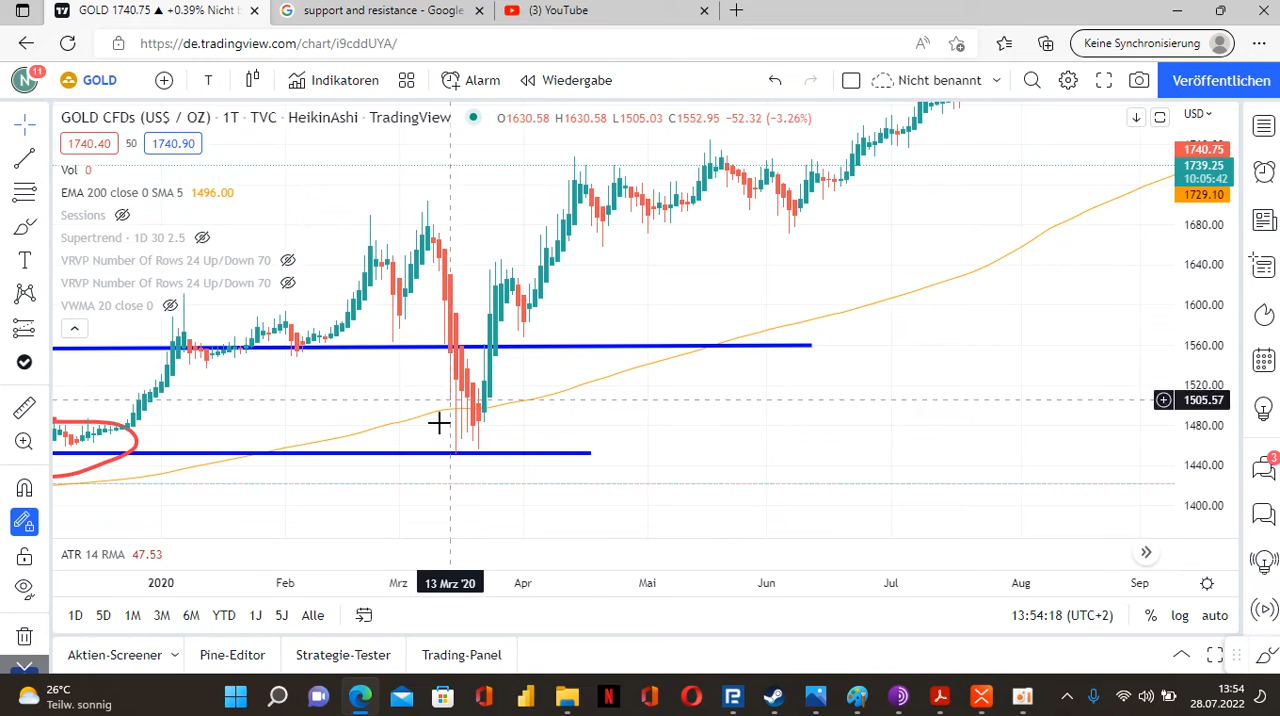 GOLD 1740.75 ▲ +0.39% Nicht b
support and resistance - Google
(3) YouTube
https://de.tradingview.com/chart/i9cddUYA/
Keine Synchronisierung
N 11
GOLD
Indikatoren
Alarm
Wiedergabe
Nicht benannt
Veröffentlichen
GOLD CFDs (US$ / OZ) · 1T · TVC · HeikinAshi · TradingView
O1630.58 H1630.58 L1505.03 C1552.95 -52.32 (-3.26%)
USD
1740.40 50 1740.90
Vol 0
EMA 200 close 0 SMA 5 1496.00
Sessions
Supertrend · 1D 30 2.5
VRVP Number Of Rows 24 Up/Down 70
VRVP Number Of Rows 24 Up/Down 70
VWMA 20 close 0
1740.75
1739.25
10:05:42
1729.10
1680.00
1640.00
1600.00
1560.00
1520.00
1505.57
1480.00
1440.00
1400.00
3
ATR 14 RMA 47.53
2020 Feb Mrz 13 Mrz '20 Apr Mai Jun Jul Aug Sep
1D 5D 1M 3M 6M YTD 1J 5J Alle
13:54:18 (UTC+2) % log auto
Aktien-Screener Pine-Editor Strategie-Tester Trading-Panel
26°C
Teilw. sonnig
13:54
28.07.2022